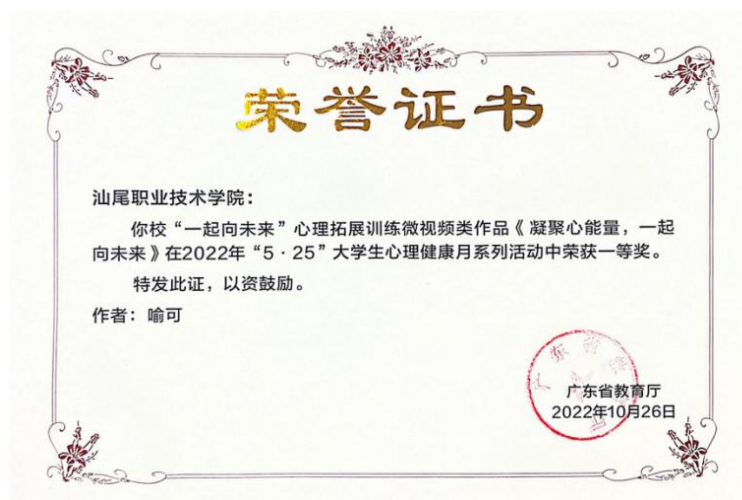 荣誉证书
汕尾职业技术学院：
你校“一起向未来”心理拓展训练微视频类作品《凝聚心能量，一起
向未来》在2022年“5·25”大学生心理健康月系列活动中荣获一等奖。
特发此证，以资鼓励。
作者：喻可
广东省教育厅
2022年10月26日